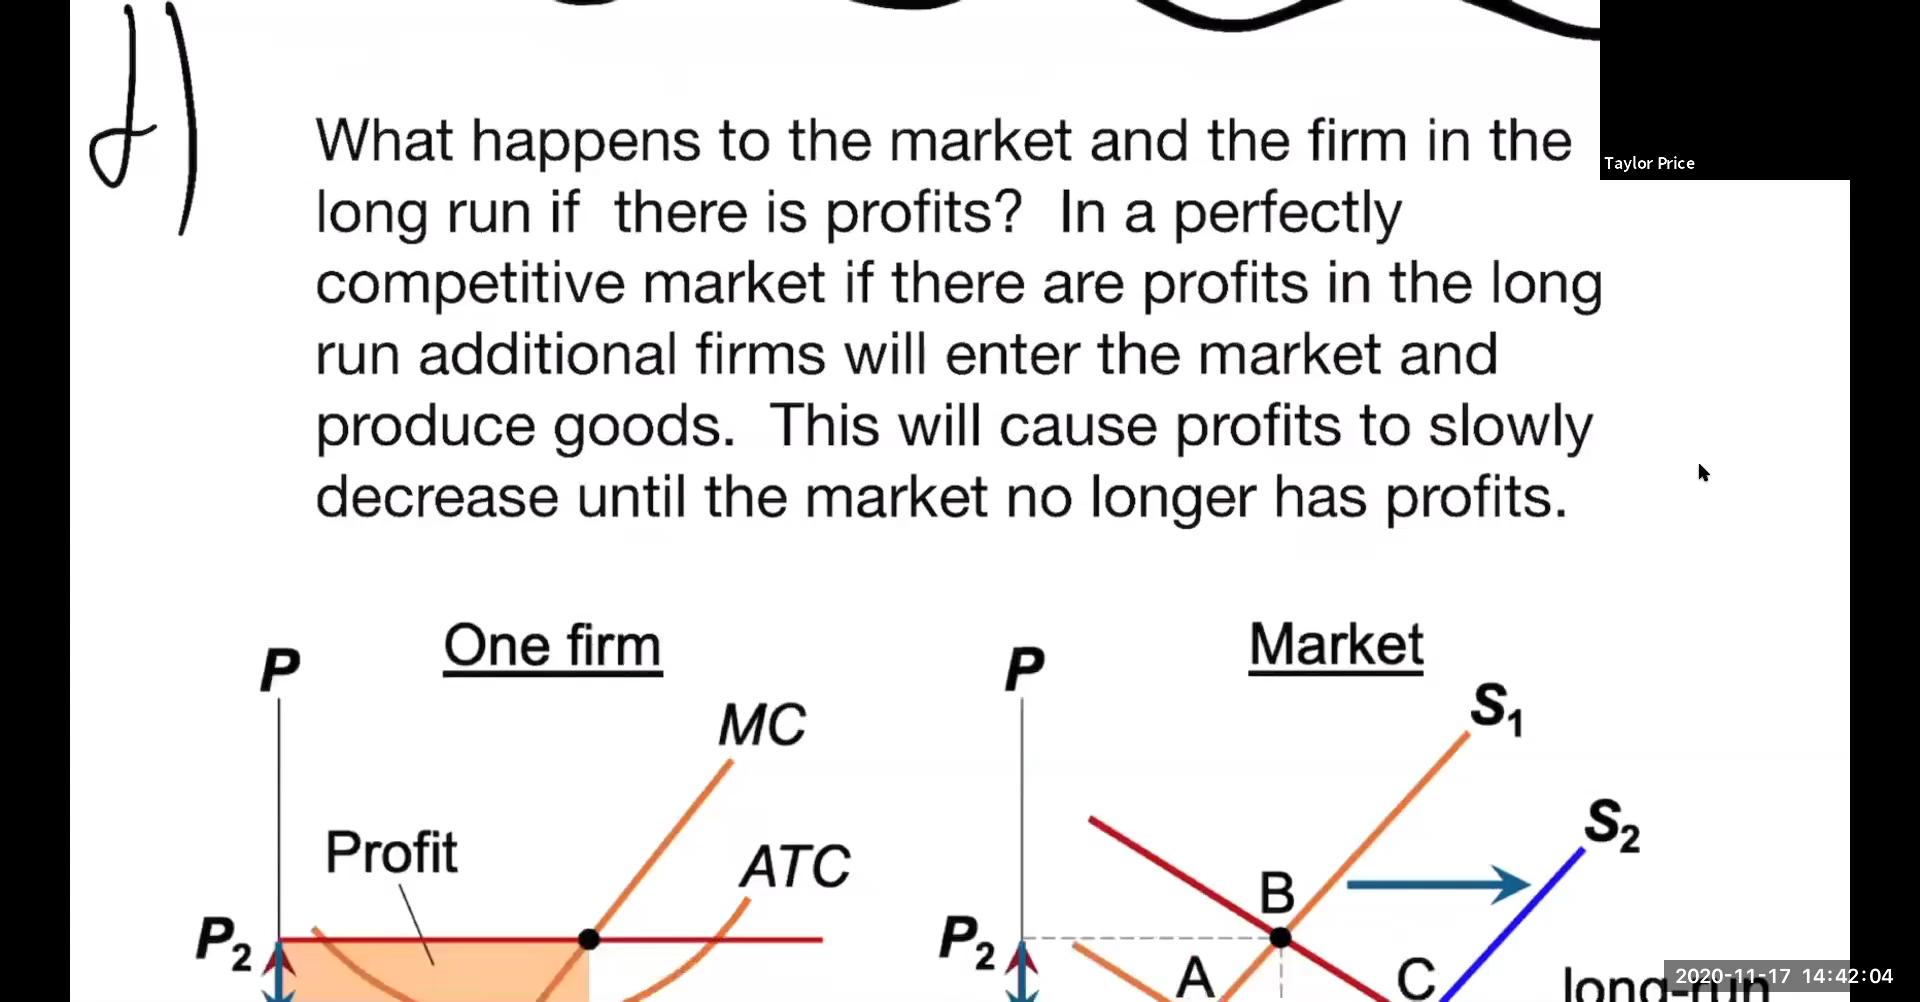 d)
Taylor Price
What happens to the market and the firm in the
long run if there is profits? In a perfectly
competitive market if there are profits in the long
run additional firms will enter the market and
produce goods. This will cause profits to slowly
decrease until the market no longer has profits.
One firm
Market
P
P
MC
S1
Profit
ATC
S2
P2
P2
B
A
C
long-run
2020-11-17 14:42:04